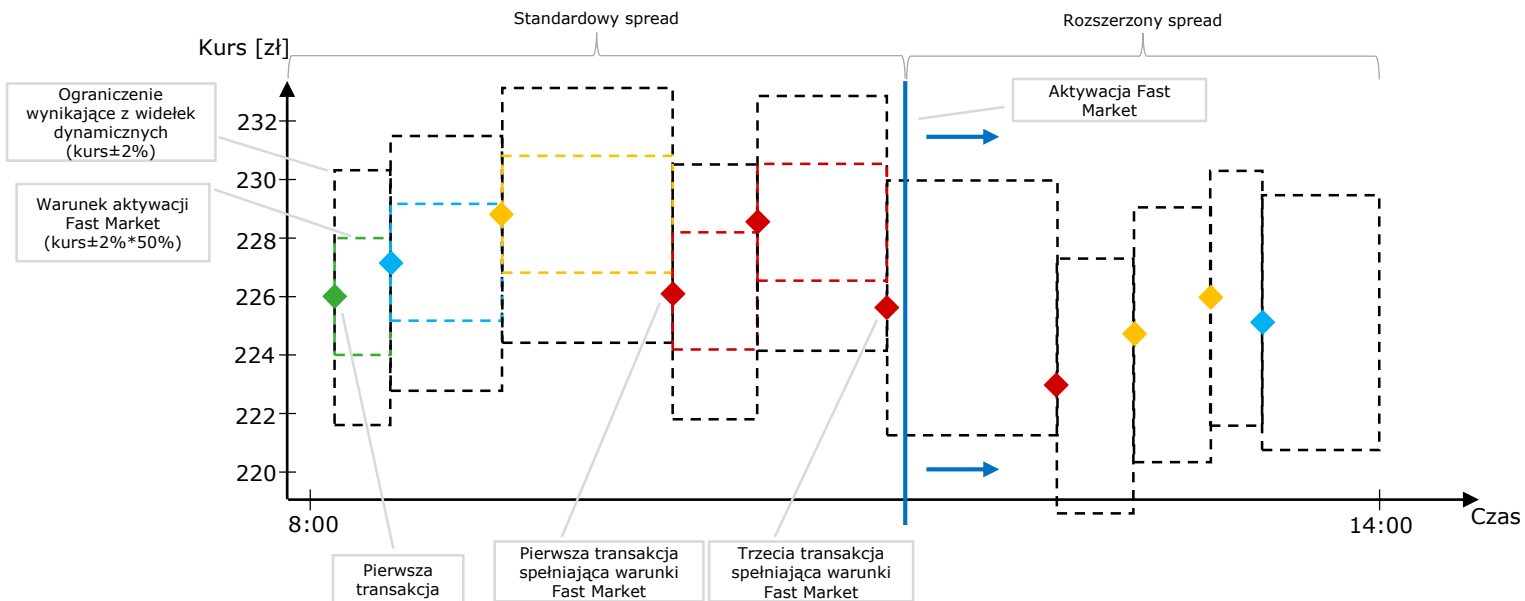 Standardowy spread
Rozszerzony spread
Kurs [zł]
Ograniczenie
wynikające z widełek
dynamicznych
(kurs±2%)
Aktywacja Fast
Market
Warunek aktywacji
Fast Market
(kurs±2%*50%)
232
230
228
226
224
222
220
8:00
14:00
Czas
Pierwsza
transakcja
Pierwsza transakcja
spełniająca warunki
Fast Market
Trzecia transakcja
spełniająca warunki
Fast Market